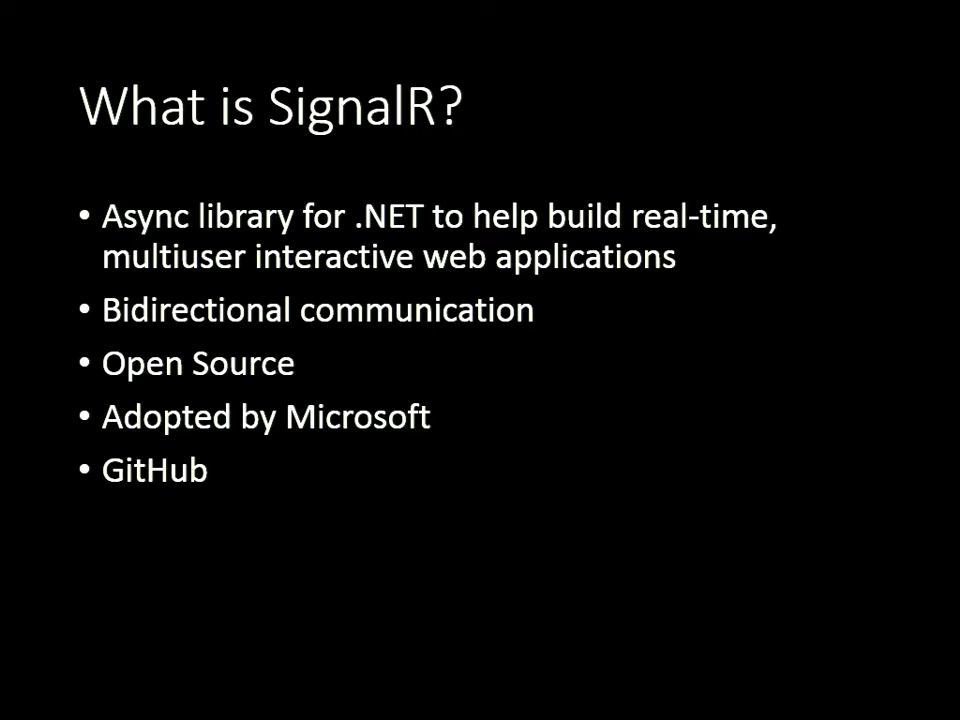 What is SignalR?
• Async library for .NET to help build real-time,
multiuser interactive web applications
• Bidirectional communication
• Open Source
• Adopted by Microsoft
• GitHub